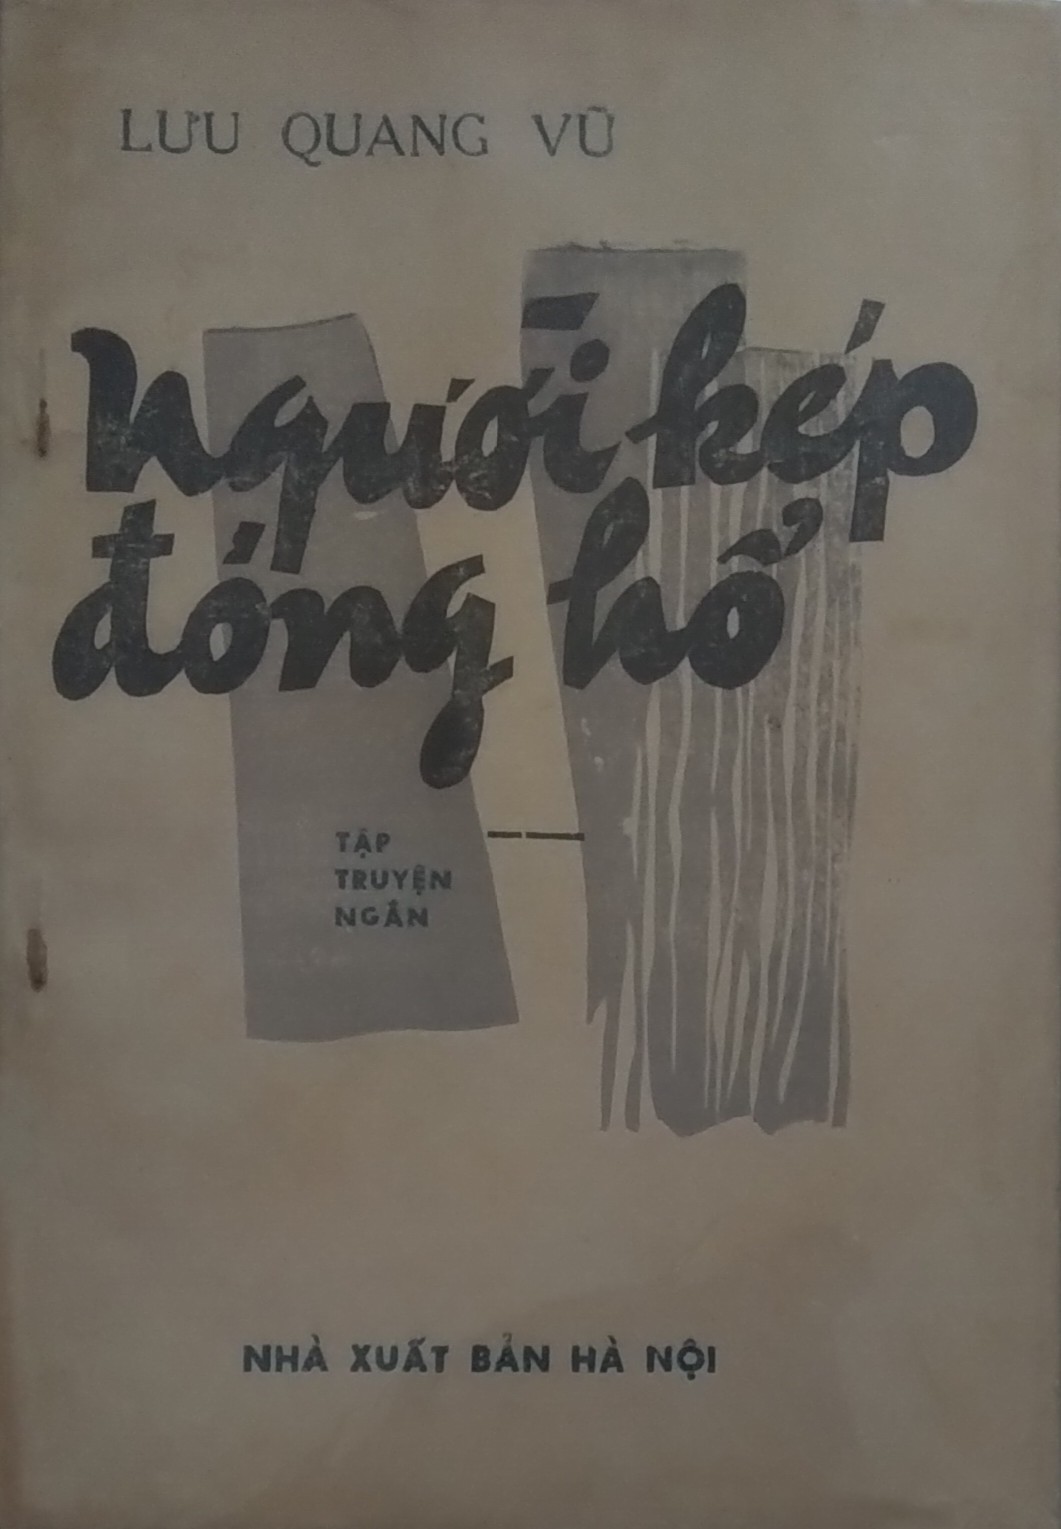 LƯU QUANG VŨ
Người kép
đóng hổ
TẬP
TRUYỆN
NGẮN
NHÀ XUẤT BẢN HÀ NỘI